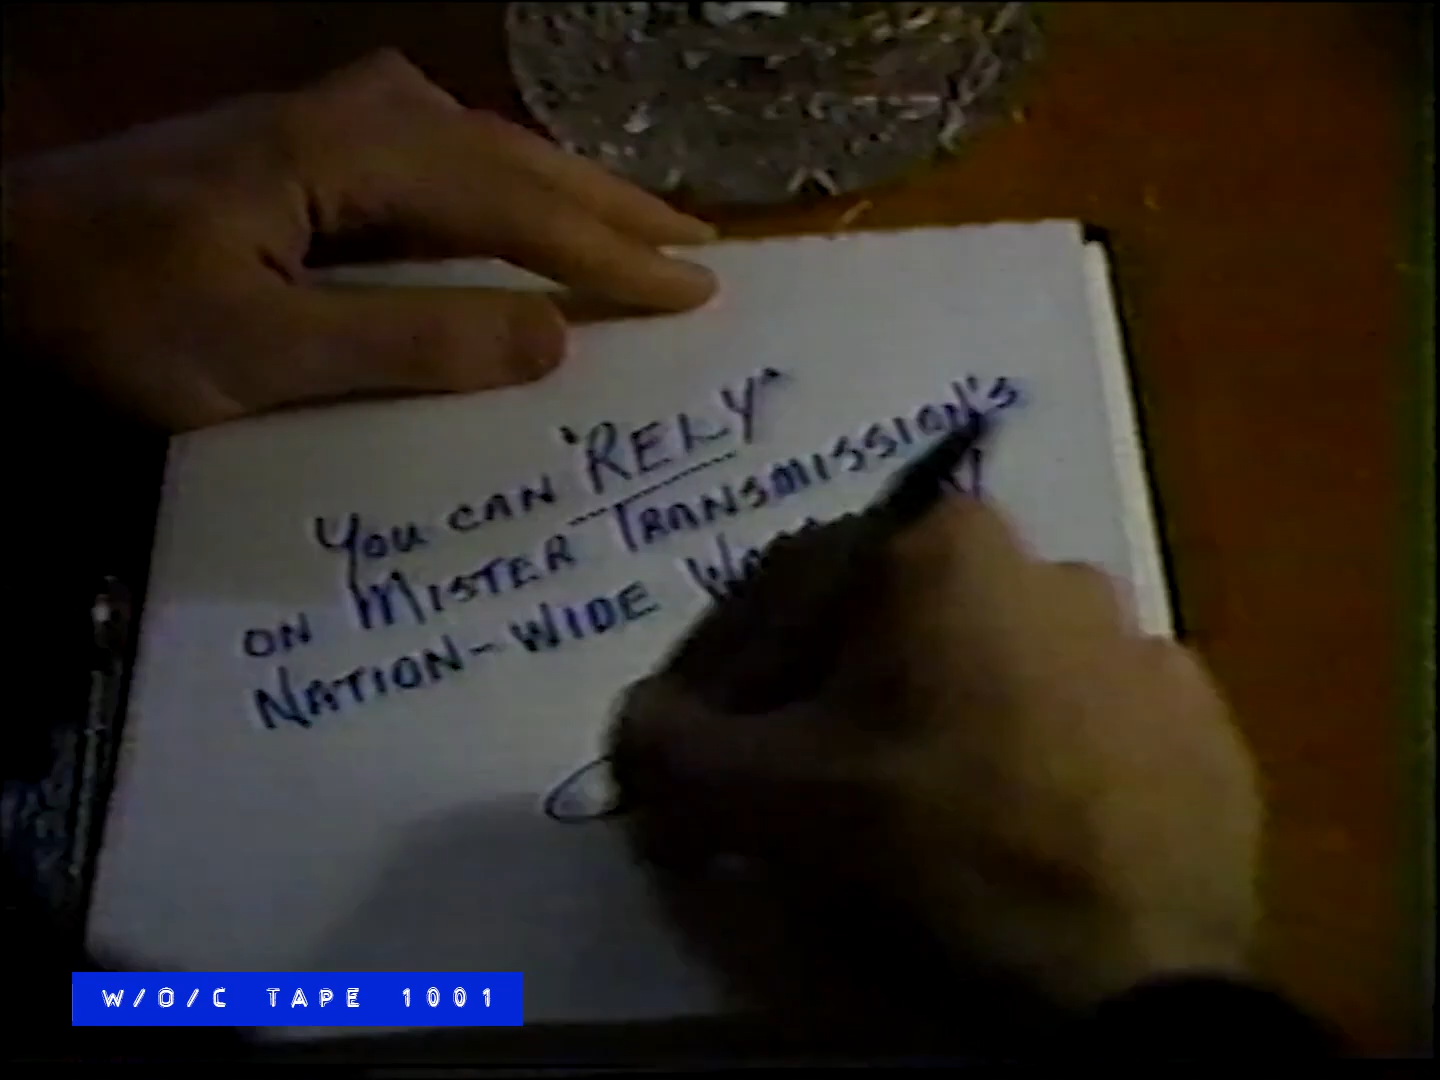 You can "RELY"
on Mister Transmission's
Nation-Wide
W/O/C TAPE 1001